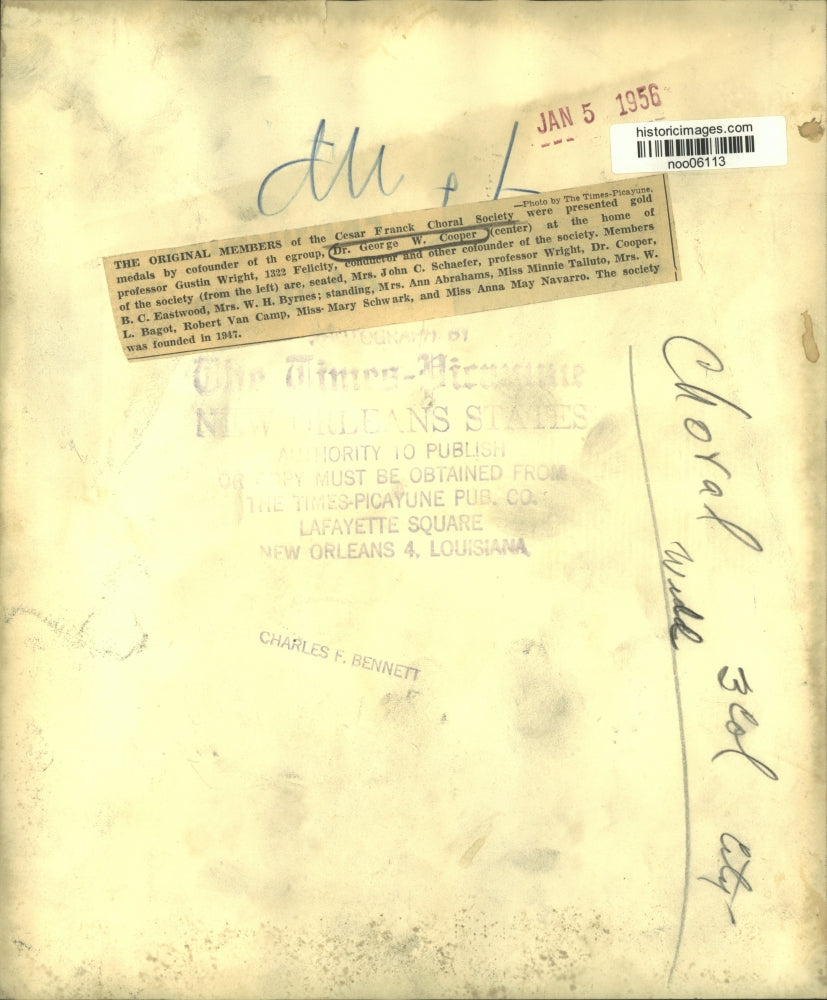 JAN 5 1956
historicimages.com
noo06113
—Photo by The Times-Picayune.
THE ORIGINAL MEMBERS of the Cesar Franck Choral Society were presented gold
medals by cofounder of th egroup, Dr. George W. Cooper (center) at the home of
professor Gustin Wright, 1322 Felicity, conductor and other cofounder of the society. Members
of the society (from the left) are, seated, Mrs. John C. Schaefer, professor Wright, Dr. Cooper,
B. C. Eastwood, Mrs. W. H. Byrnes; standing, Mrs. Ann Abrahams, Miss Minnie Talluto, Mrs. W.
L. Bagot, Robert Van Camp, Miss Mary Schwark, and Miss Anna May Navarro. The society
was founded in 1947.
PHOTOGRAPH BY
The Times-Picayune
NEW ORLEANS STATES
AUTHORITY TO PUBLISH
OR COPY MUST BE OBTAINED FROM
THE TIMES-PICAYUNE PUB. CO.
LAFAYETTE SQUARE
NEW ORLEANS 4, LOUISIANA
CHARLES F. BENNETT
Choral
3 col city